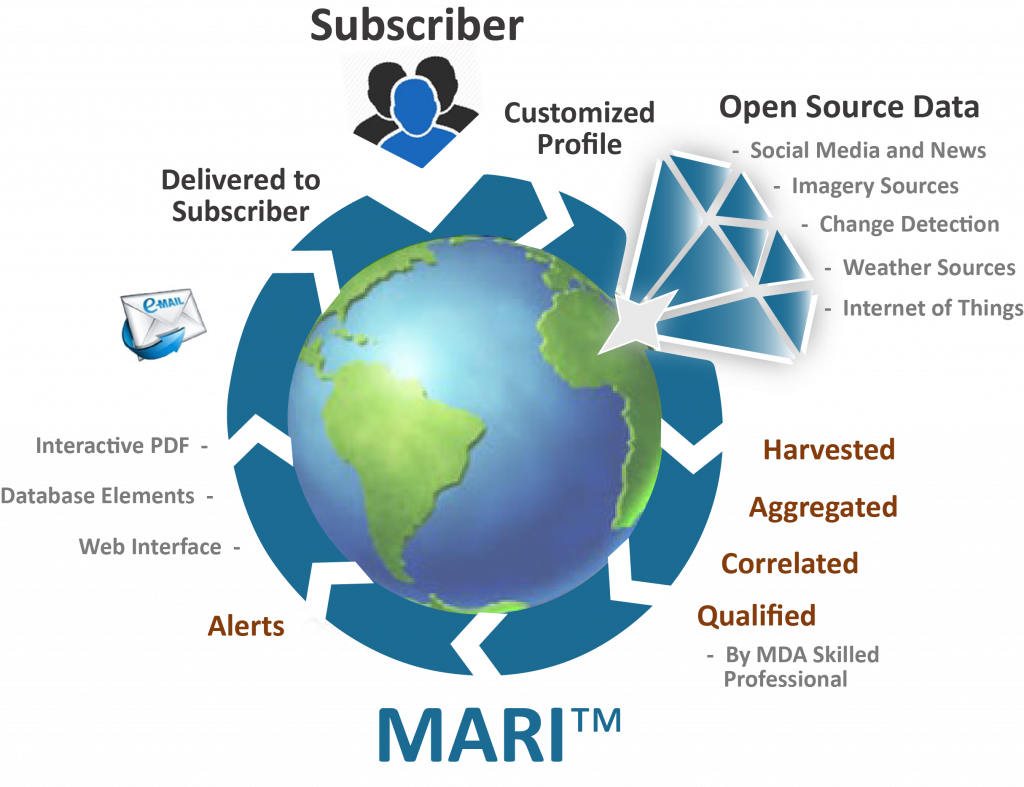 Subscriber
Customized
Profile
Open Source Data
- Social Media and News
- Imagery Sources
- Change Detection
- Weather Sources
- Internet of Things
Delivered to
Subscriber
e-MAIL
Interactive PDF -
Database Elements -
Web Interface -
Alerts
Harvested
Aggregated
Correlated
Qualified
- By MDA Skilled
Professional
MARI™